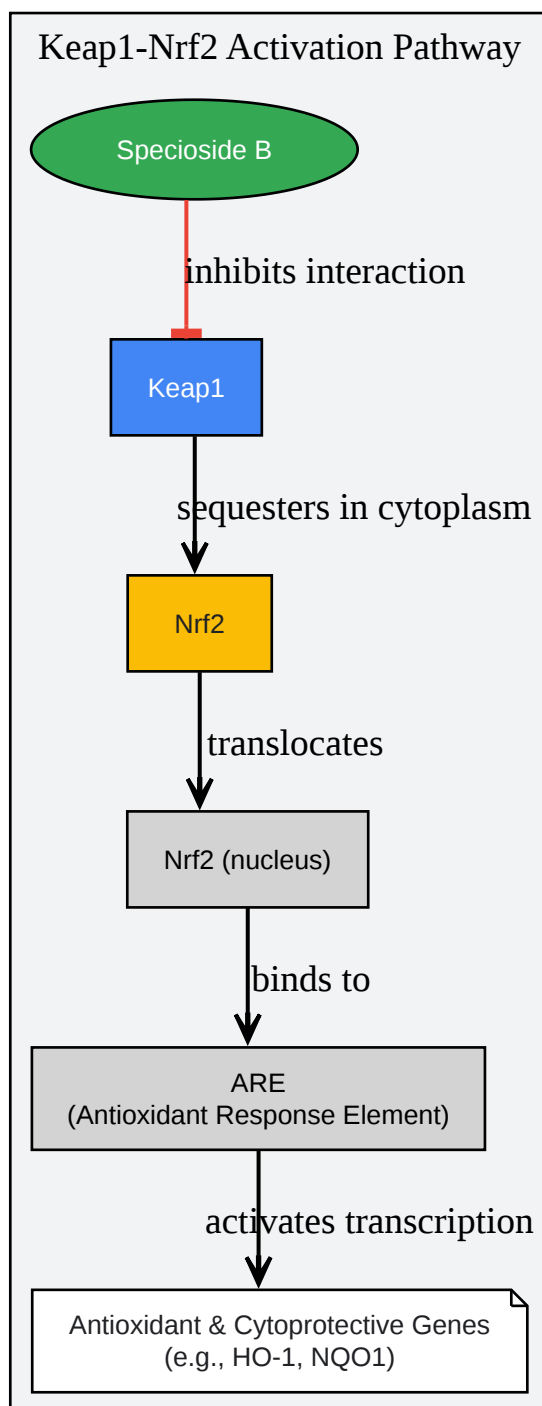 Keap1-Nrf2 Activation Pathway
Specioside B
inhibits interaction
Keap1
sequesters in cytoplasm
Nrf2
translocates
Nrf2 (nucleus)
binds to
ARE
(Antioxidant Response Element)
activates transcription
Antioxidant & Cytoprotective Genes
(e.g., HO-1, NQO1)